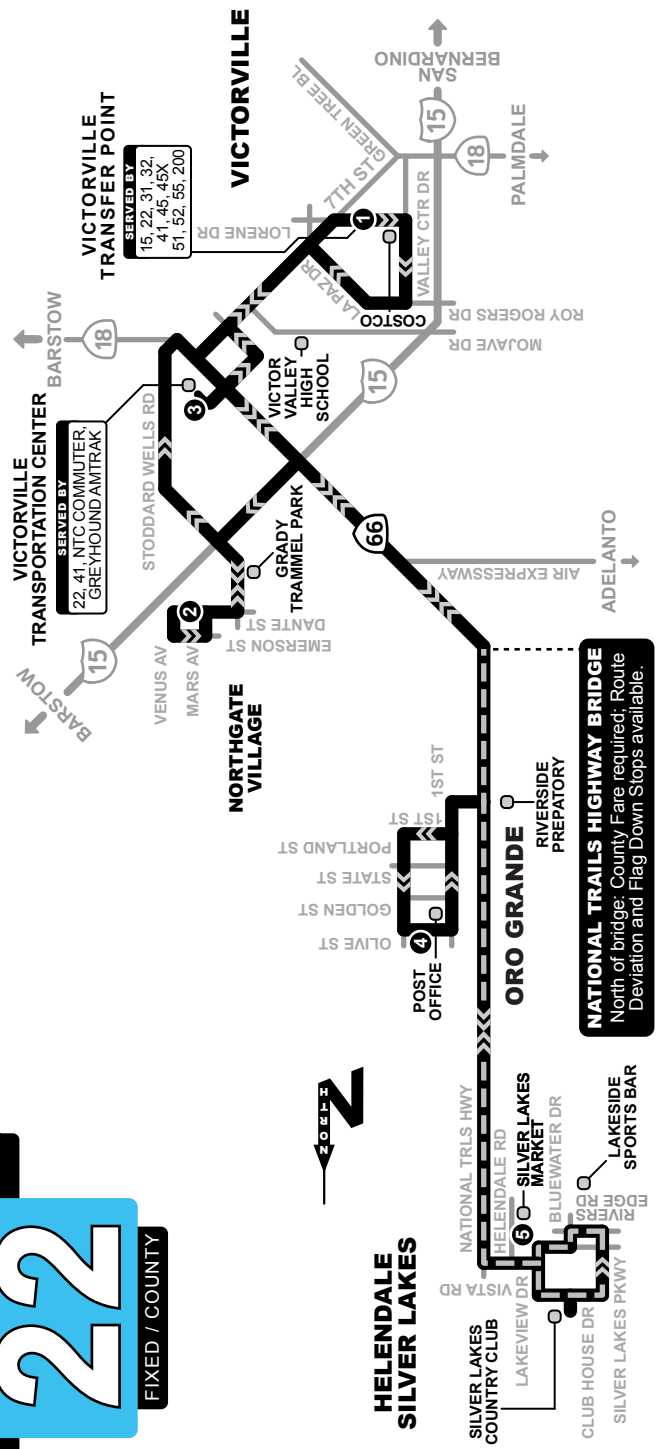 22
FIXED / COUNTY
NORTH
N
HELENDALE
SILVER LAKES
SILVER LAKES
COUNTRY CLUB
VISTA RD
LAKEVIEW DR
CLUB HOUSE DR
SILVER LAKES PKWY
NATIONAL TRLS HWY
HELENDALE RD
5
SILVER LAKES
MARKET
BLUEWATER DR
RIVERS
EDGE RD
LAKESIDE
SPORTS BAR
POST
OFFICE
4
OLIVE ST
GOLDEN ST
STATE ST
PORTLAND ST
1ST ST
1ST ST
ORO GRANDE
RIVERSIDE
PREPATORY
NATIONAL TRAILS HIGHWAY BRIDGE
North of bridge: County Fare required; Route
Deviation and Flag Down Stops available.
BARSTOW
15
VENUS AV
MARS AV
2
EMERSON ST
DANTE ST
NORTHGATE
VILLAGE
GRADY
TRAMMEL PARK
66
AIR EXPRESSWAY
ADELANTO
VICTORVILLE
TRANSPORTATION CENTER
SERVED BY
22, 41, NTC COMMUTER,
GREYHOUND AMTRAK
STODDARD WELLS RD
BARSTOW
18
3
VICTOR
VALLEY
HIGH
SCHOOL
15
MOJAVE DR
ROY ROGERS DR
COSTCO
LA PAZ DR
VALLEY CTR DR
1
VICTORVILLE
TRANSFER POINT
SERVED BY
15, 22, 31, 32,
41, 45, 45X
51, 52, 55, 200
LORENE DR
7TH ST
GREEN TREE BL
VICTORVILLE
15
SAN
BERNARDINO
18
PALMDALE